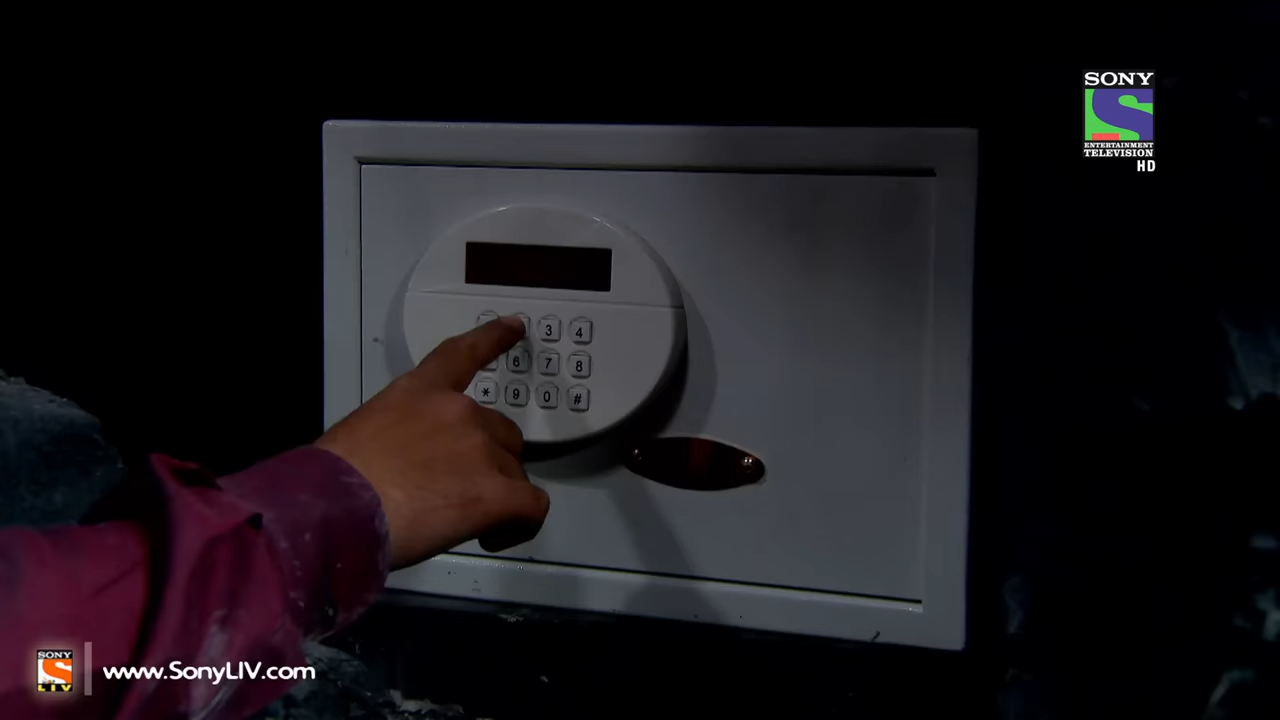 SONY
ENTERTAINMENT
TELEVISION
HD
3 4
6 7 8
* 9 0 #
SONY
LIV
www.SonyLIV.com